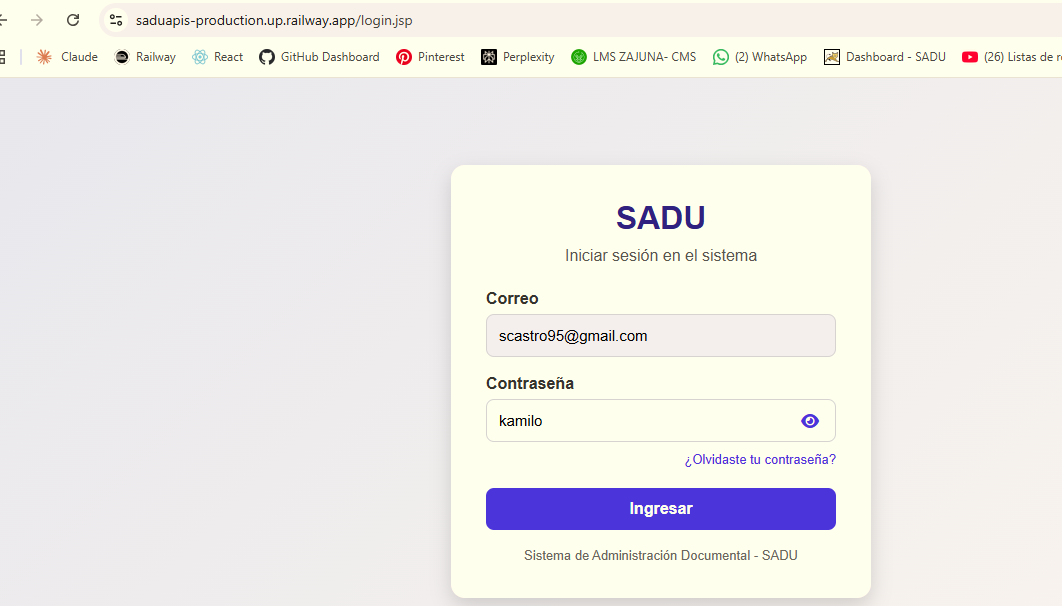 saduapis-production.up.railway.app/login.jsp
Claude Railway React GitHub Dashboard Pinterest Perplexity LMS ZAJUNA- CMS (2) WhatsApp Dashboard - SADU (26) Listas de
SADU
Iniciar sesión en el sistema
Correo
scastro95@gmail.com
Contraseña
kamilo
¿Olvidaste tu contraseña?
Ingresar
Sistema de Administración Documental - SADU